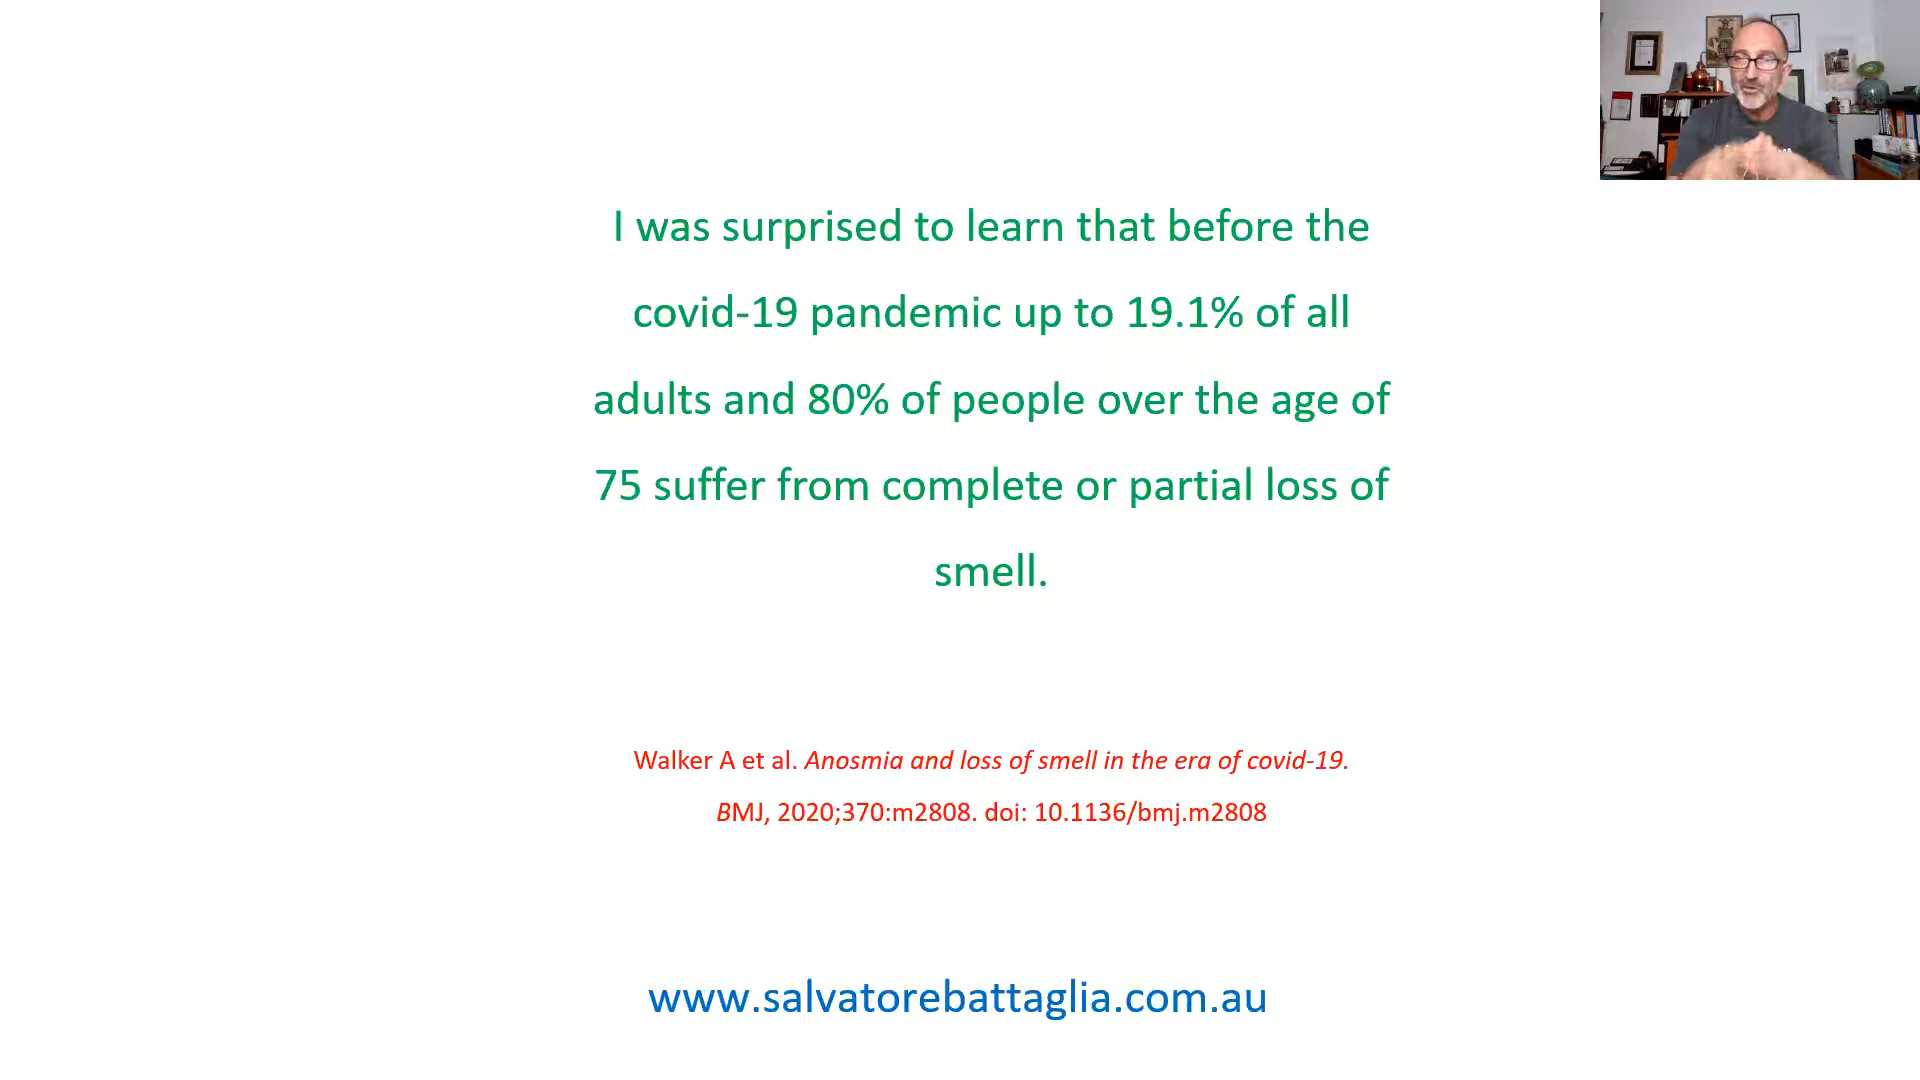 I was surprised to learn that before the
covid-19 pandemic up to 19.1% of all
adults and 80% of people over the age of
75 suffer from complete or partial loss of
smell.
Walker A et al. Anosmia and loss of smell in the era of covid-19.
BMJ, 2020;370:m2808. doi: 10.1136/bmj.m2808
www.salvatorebattaglia.com.au